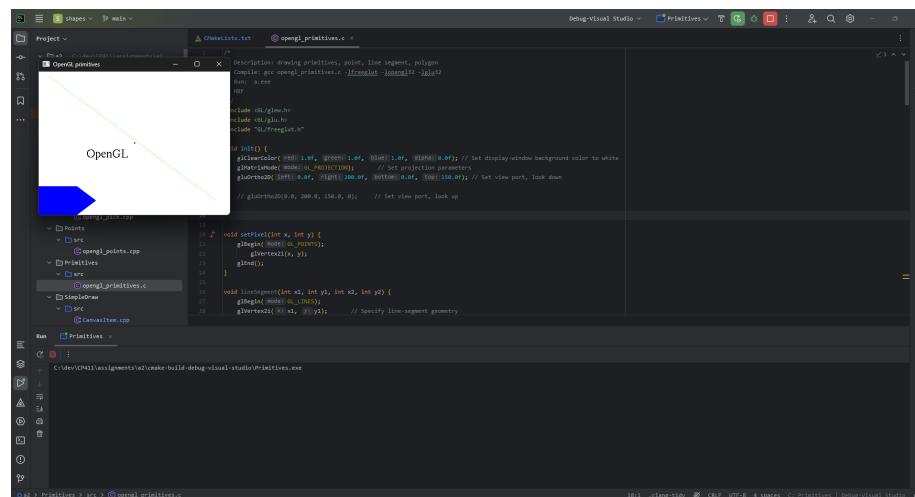 S shapes main
Debug-Visual Studio Primitives
Project
CMakeLists.txt
opengl_primitives.c
OpenGL primitives
OpenGL
/*
Description: drawing primitives, point, line segment, polygon
Compile: gcc opengl_primitives.c -lfreeglut -lopengl32 -lglu32
Run: a.exe
HBF
include <GL/glew.h>
include <GL/glu.h>
include "GL/freeglut.h"
id init() {
glClearColor( red: 1.0f, green: 1.0f, blue: 1.0f, alpha: 0.0f); // Set display-window background color to white
glMatrixMode( mode: GL_PROJECTION); // Set projection parameters
gluOrtho2D( left: 0.0f, right: 200.0f, bottom: 0.0f, top: 150.0f); // Set view port, look down
// gluOrtho2D(0.0, 200.0, 150.0, 0); // Set view port, look up
void setPixel(int x, int y) {
glBegin( mode: GL_POINTS);
glVertex2i(x, y);
glEnd();
}
void lineSegment(int x1, int y1, int x2, int y2) {
glBegin( mode: GL_LINES);
glVertex2i( x: x1, y: y1); // Specify line-segment geometry
opengl_pick.cpp
Points
src
opengl_points.cpp
Primitives
src
opengl_primitives.c
SimpleDraw
src
CanvasItem.cpp
Run Primitives
C:\dev\CP411\assignments\a2\cmake-build-debug-visual-studio\Primitives.exe
a2 > Primitives > src > opengl_primitives.c
18:1 .clang-tidy CRLF UTF-8 4 spaces C: Primitives | Debug-Visual Studio